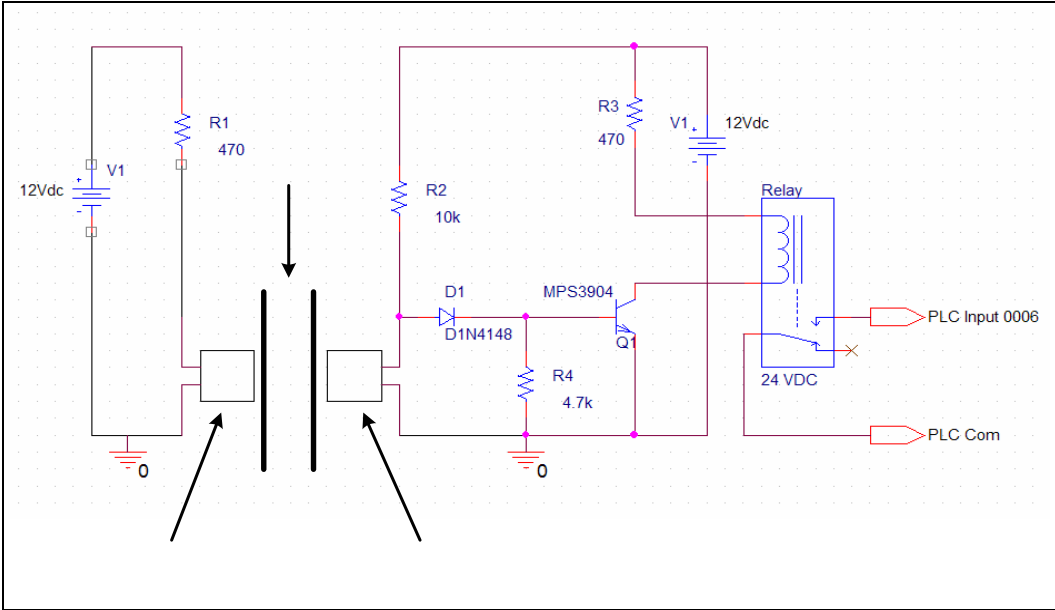 R1
470
V1
12Vdc
0
R2
10k
D1
D1N4148
R4
4.7k
0
MPS3904
Q1
R3
470
V1
12Vdc
Relay
24 VDC
PLC Input 0006
PLC Com